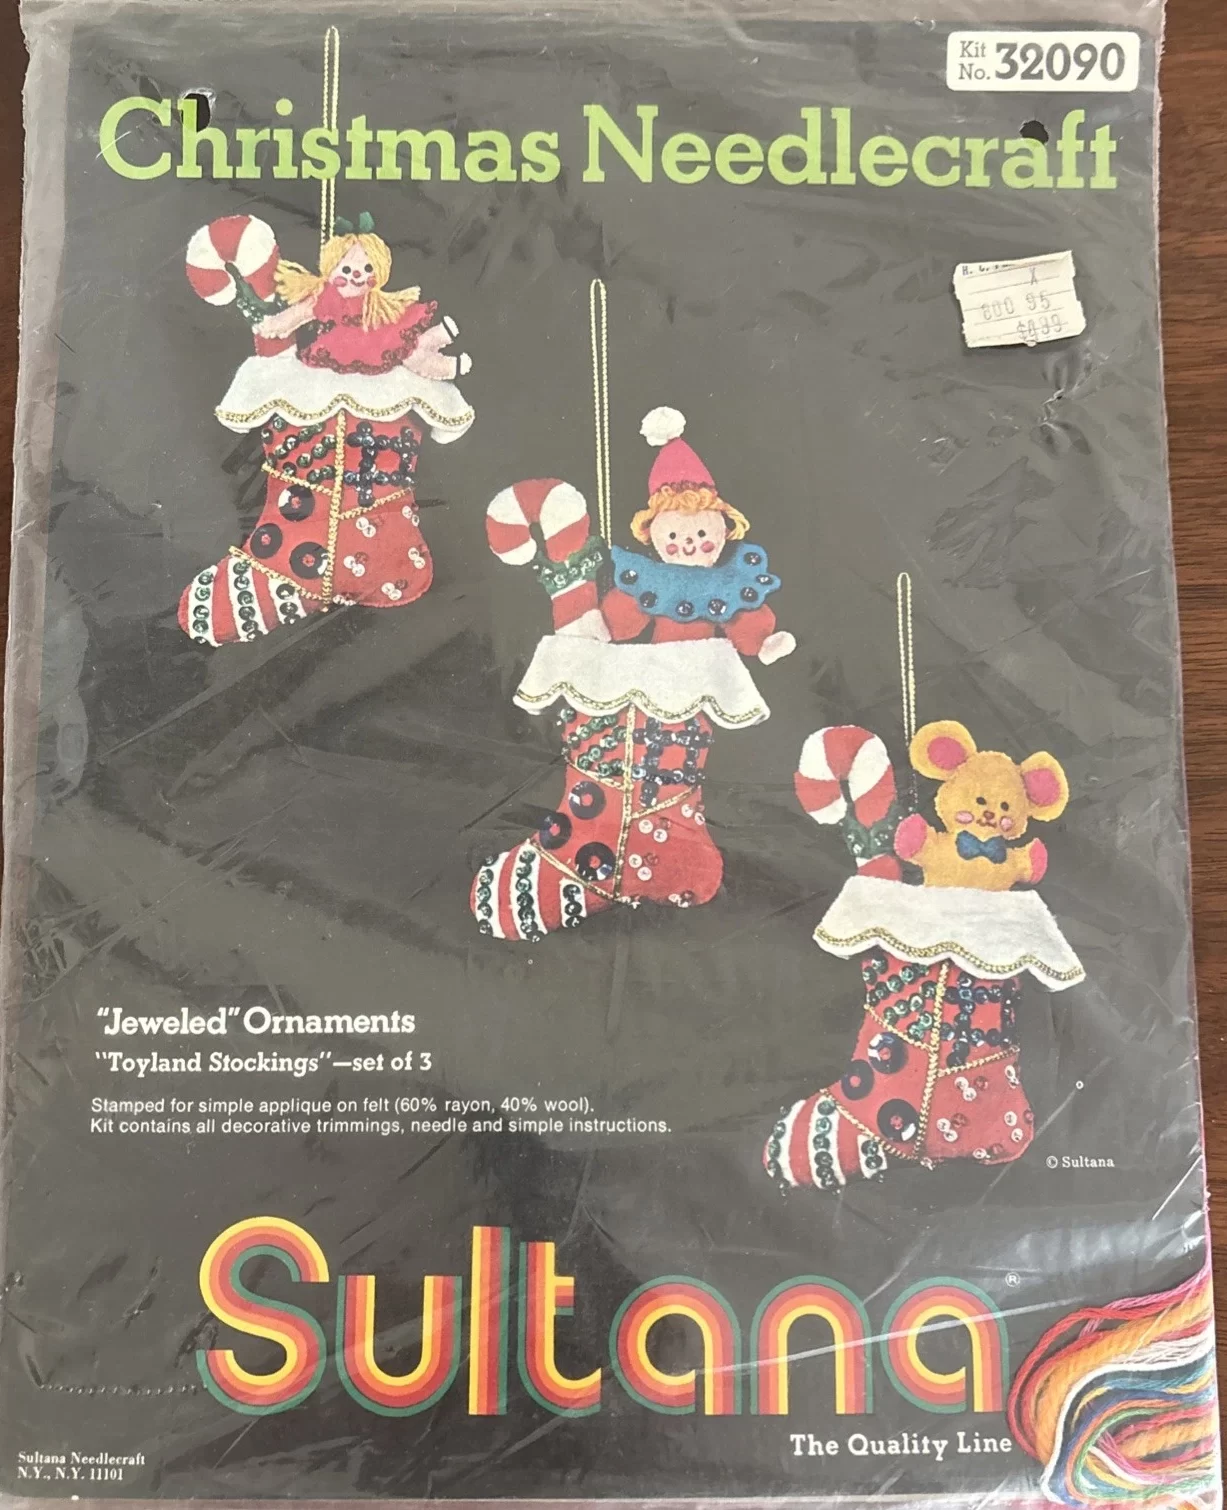 Kit
No. 32090
Christmas Needlecraft
X
800 95
"Jeweled" Ornaments
"Toyland Stockings"—set of 3
Stamped for simple applique on felt (60% rayon, 40% wool).
Kit contains all decorative trimmings, needle and simple instructions.
© Sultana
Sultana®
The Quality Line
Sultana Needlecraft
N.Y., N.Y. 11101